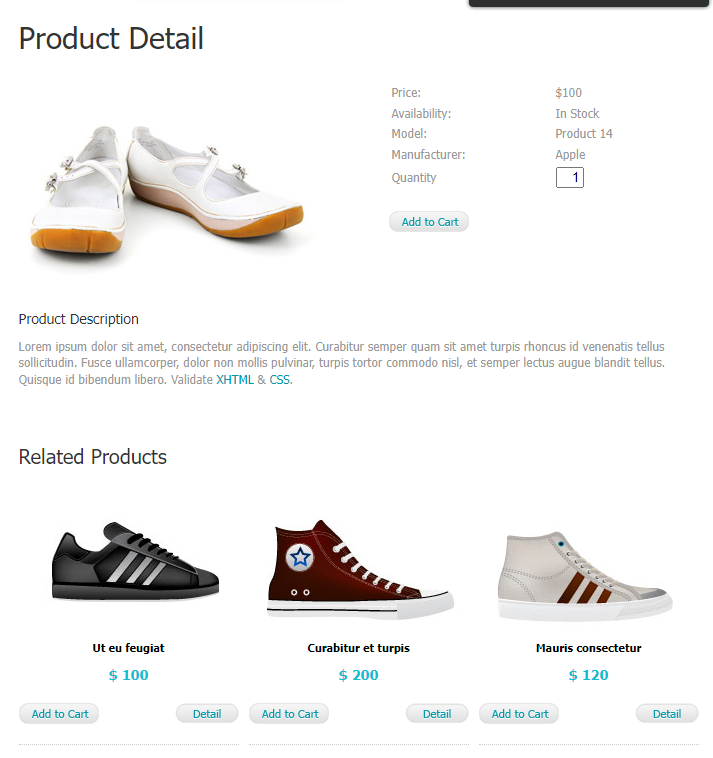 Product Detail
Price: $100
Availability: In Stock
Model: Product 14
Manufacturer: Apple
Quantity 1
Add to Cart
Product Description
Lorem ipsum dolor sit amet, consectetur adipiscing elit. Curabitur semper quam sit amet turpis rhoncus id venenatis tellus
sollicitudin. Fusce ullamcorper, dolor non mollis pulvinar, turpis tortor commodo nisl, et semper lectus augue blandit tellus.
Quisque id bibendum libero. Validate XHTML & CSS.
Related Products
Ut eu feugiat Curabitur et turpis Mauris consectetur
$ 100 $ 200 $ 120
Add to Cart Detail Add to Cart Detail Add to Cart Detail